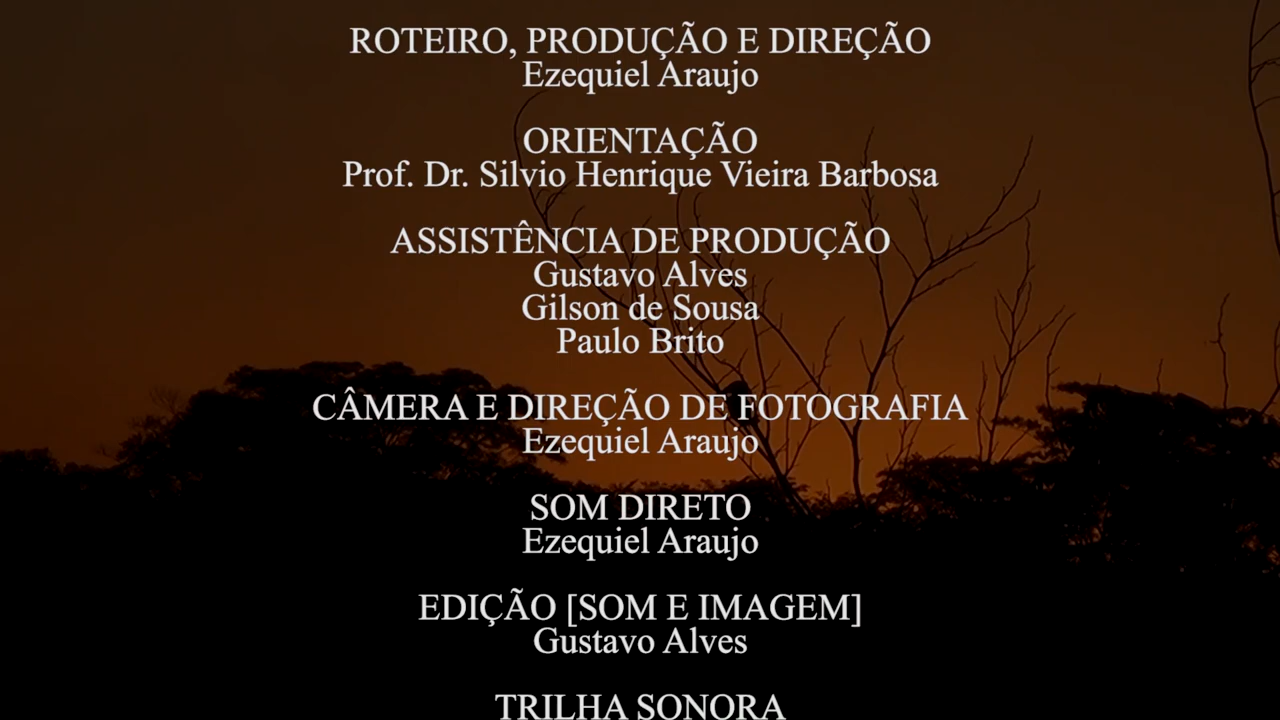 ROTEIRO, PRODUÇÃO E DIREÇÃO
Ezequiel Araujo
ORIENTAÇÃO
Prof. Dr. Silvio Henrique Vieira Barbosa
ASSISTÊNCIA DE PRODUÇÃO
Gustavo Alves
Gilson de Sousa
Paulo Brito
CÂMERA E DIREÇÃO DE FOTOGRAFIA
Ezequiel Araujo
SOM DIRETO
Ezequiel Araujo
EDIÇÃO [SOM E IMAGEM]
Gustavo Alves
TRILHA SONORA